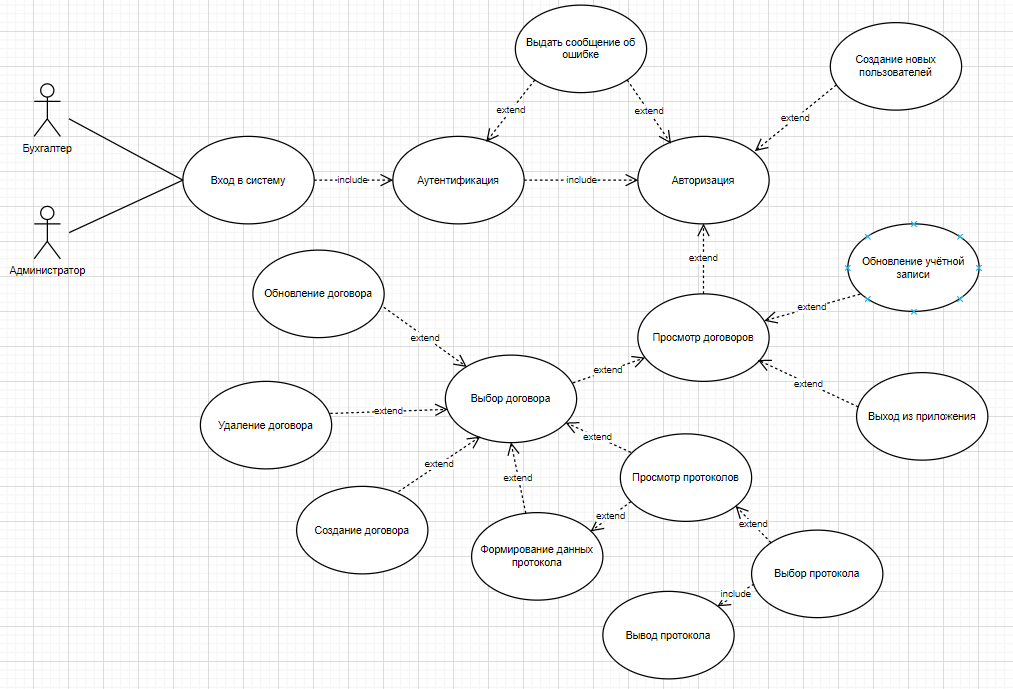 Выдать сообщение об
ошибке
Создание новых
пользователей
extend
extend
extend
Бухгалтер
Вход в систему
include
Аутентификация
include
Авторизация
Администратор
extend
Обновление учётной
записи
Обновление договора
extend
extend
Просмотр договоров
extend
extend
Выбор договора
Выход из приложения
Удаление договора
extend
extend
extend
extend
extend
Просмотр протоколов
Создание договора
extend
extend
Формирование данных
протокола
Выбор протокола
include
Вывод протокола